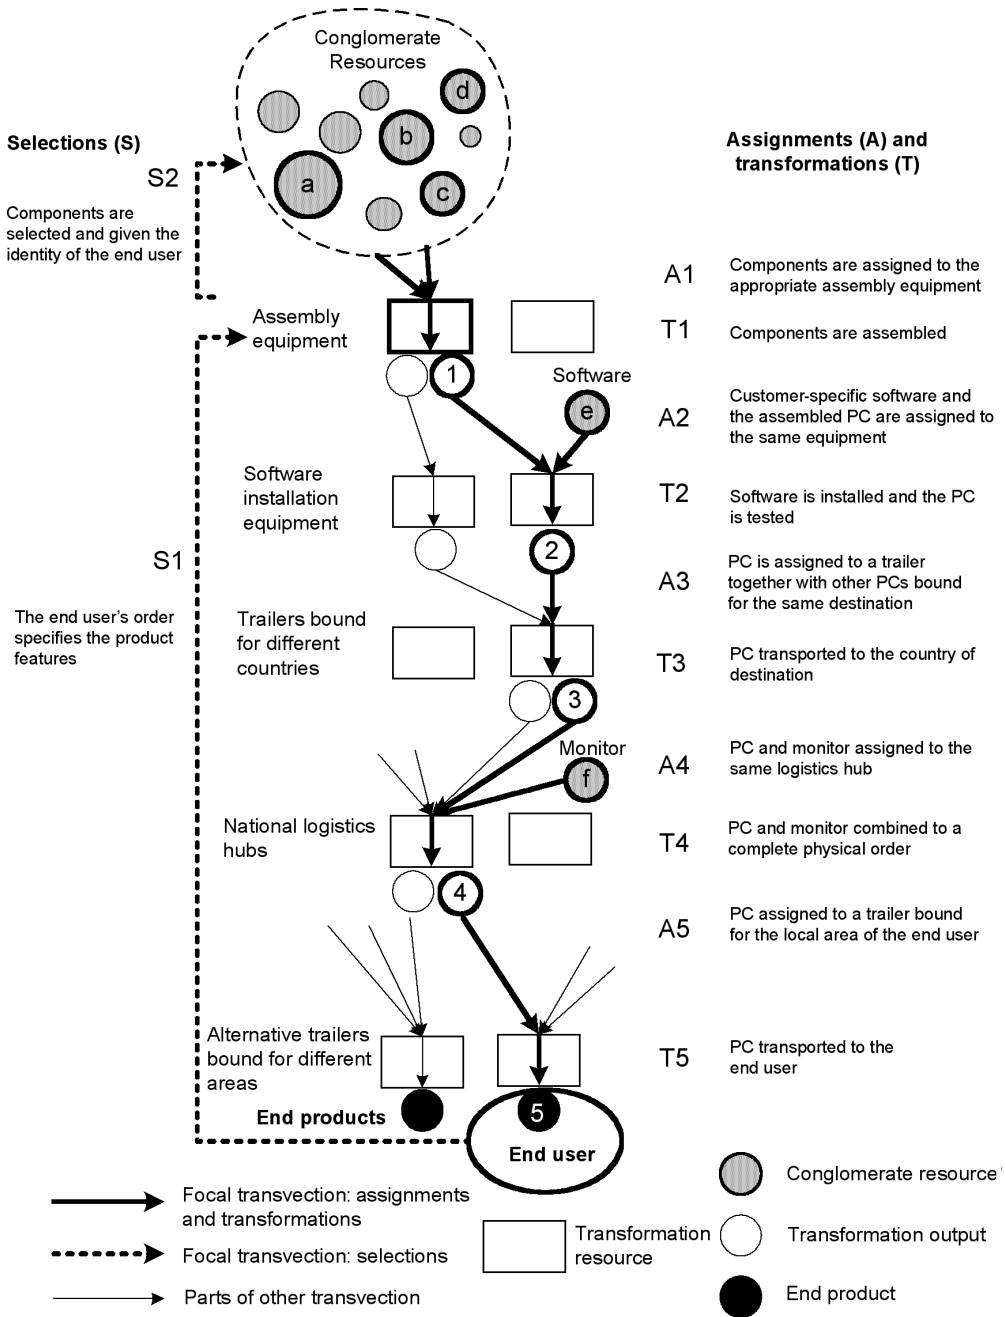 Conglomerate
Resources
d
b
a
c
Selections (S)
S2
Components are
selected and given the
identity of the end user
Assignments (A) and
transformations (T)
A1
Components are assigned to the
appropriate assembly equipment
Assembly
equipment
T1
Components are assembled
1
Software
e
A2
Customer-specific software and
the assembled PC are assigned to
the same equipment
Software
installation
equipment
T2
Software is installed and the PC
is tested
2
S1
The end user's order
specifies the product
features
A3
PC is assigned to a trailer
together with other PCs bound
for the same destination
Trailers bound
for different
countries
T3
PC transported to the country of
destination
3
Monitor
f
A4
PC and monitor assigned to the
same logistics hub
National logistics
hubs
T4
PC and monitor combined to a
complete physical order
4
A5
PC assigned to a trailer bound
for the local area of the end user
Alternative trailers
bound for different
areas
T5
PC transported to the
end user
End products
5
End user
Focal transvection: assignments
and transformations
Focal transvection: selections
Parts of other transvection
Transformation
resource
Conglomerate resource
Transformation output
End product